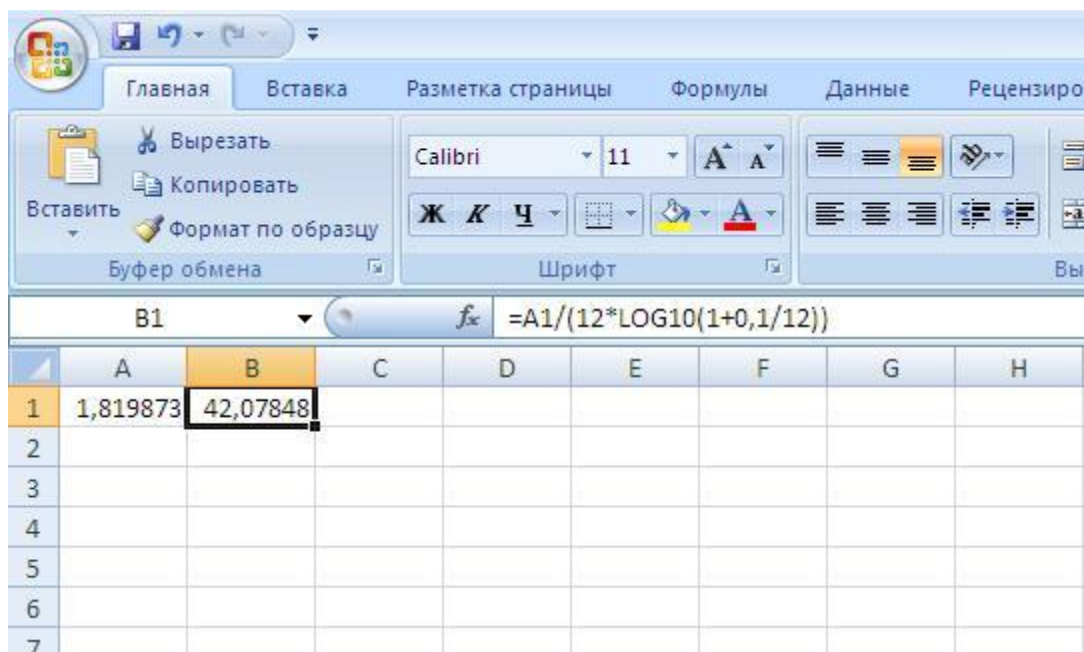 Главная Вставка Разметка страницы Формулы Данные Рецензиро
Вставить
Вырезать
Копировать
Формат по образцу
Буфер обмена
Calibri 11
Ж К Ч
Шрифт
Вы
B1 fx =A1/(12*LOG10(1+0,1/12))
A B C D E F G H
1 1,819873 42,07848
2
3
4
5
6
7